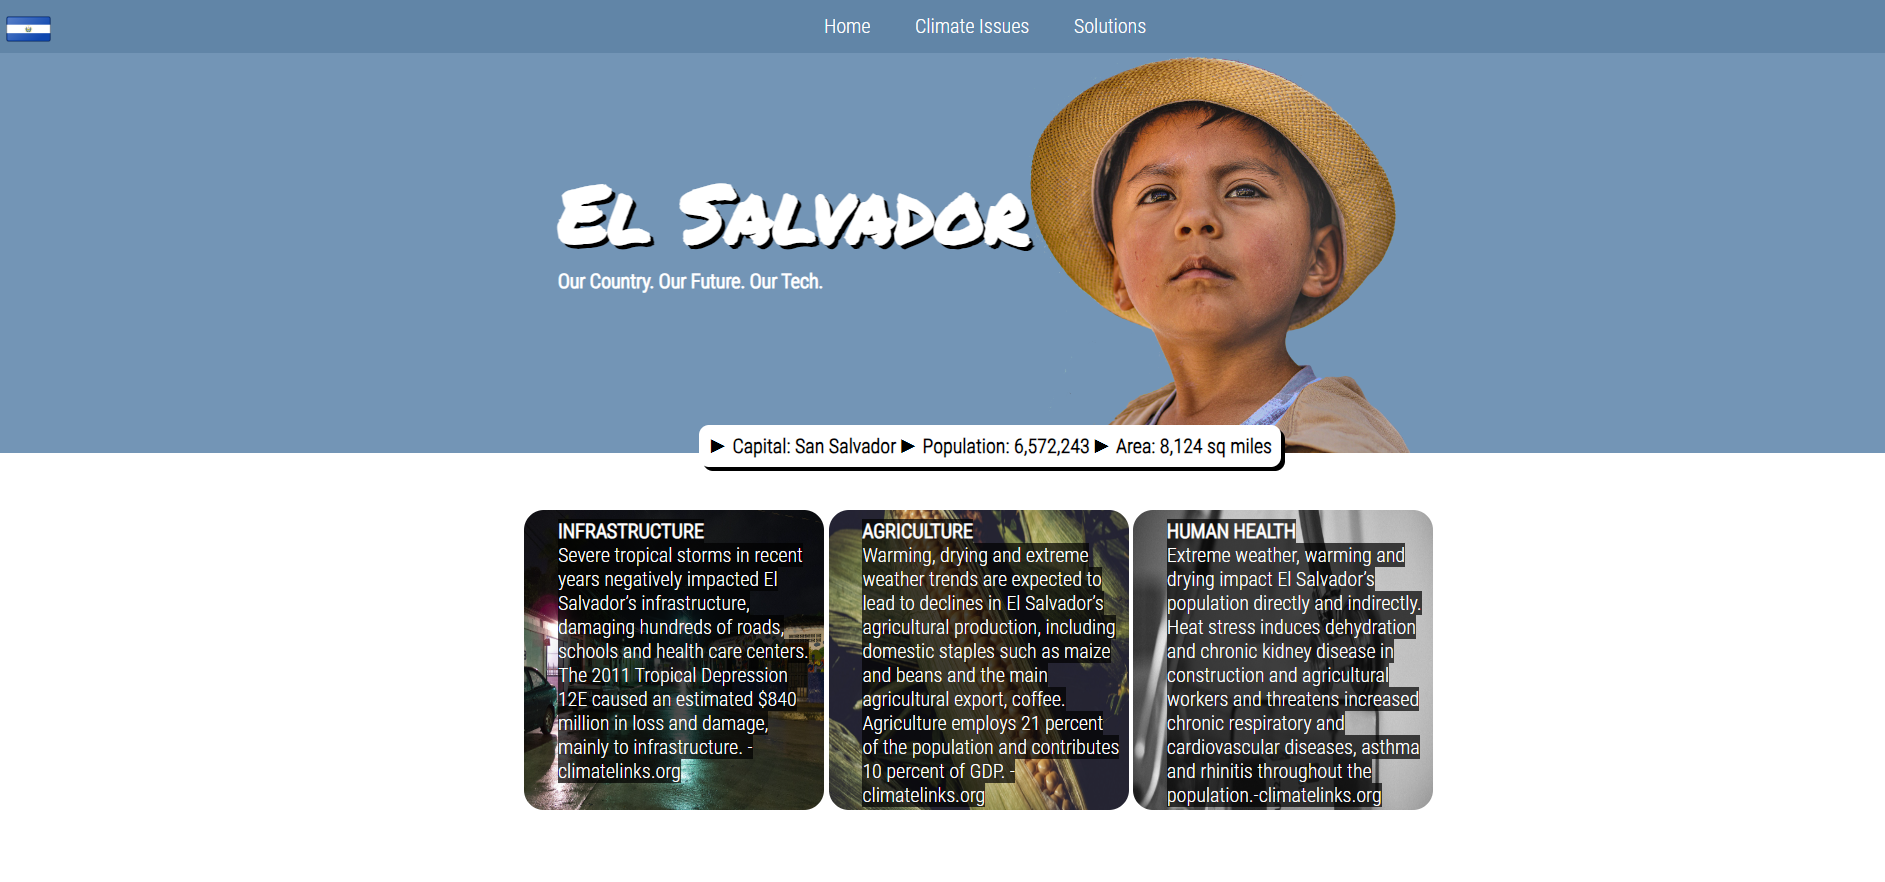 Home Climate Issues Solutions
El Salvador
Our Country. Our Future. Our Tech.
► Capital: San Salvador ► Population: 6,572,243 ► Area: 8,124 sq miles
INFRASTRUCTURE
Severe tropical storms in recent
years negatively impacted El
Salvador’s infrastructure,
damaging hundreds of roads,
schools and health care centers.
The 2011 Tropical Depression
12E caused an estimated $840
million in loss and damage,
mainly to infrastructure. -
climatelinks.org
AGRICULTURE
Warming, drying and extreme
weather trends are expected to
lead to declines in El Salvador’s
agricultural production, including
domestic staples such as maize
and beans and the main
agricultural export, coffee.
Agriculture employs 21 percent
of the population and contributes
10 percent of GDP. -
climatelinks.org
HUMAN HEALTH
Extreme weather, warming and
drying impact El Salvador’s
population directly and indirectly.
Heat stress induces dehydration
and chronic kidney disease in
construction and agricultural
workers and threatens increased
chronic respiratory and
cardiovascular diseases, asthma
and rhinitis throughout the
population.-climatelinks.org